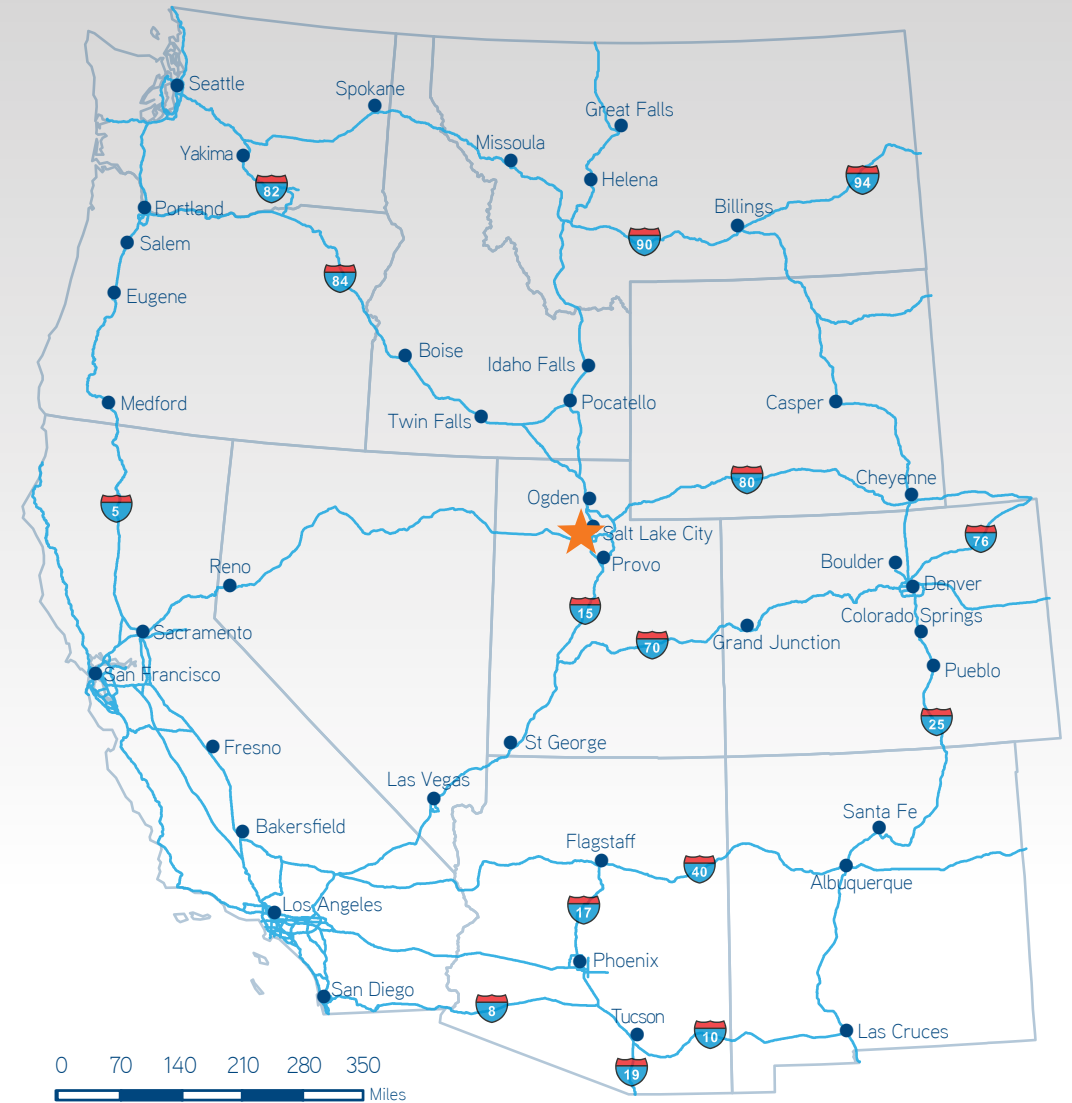 Seattle
Spokane
Great Falls
Missoula
Yakima
82
Helena
94
Portland
Billings
90
Salem
84
Eugene
Boise
Idaho Falls
Medford
Twin Falls
Pocatello
Casper
5
Ogden
80
Cheyenne
Salt Lake City
76
Reno
Provo
Boulder
Denver
15
Colorado Springs
Sacramento
70
Grand Junction
San Francisco
Pueblo
25
Fresno
St George
Las Vegas
Bakersfield
Santa Fe
Flagstaff
40
Albuquerque
Los Angeles
17
Phoenix
San Diego
8
Tucson
10
Las Cruces
19
0 70 140 210 280 350
Miles